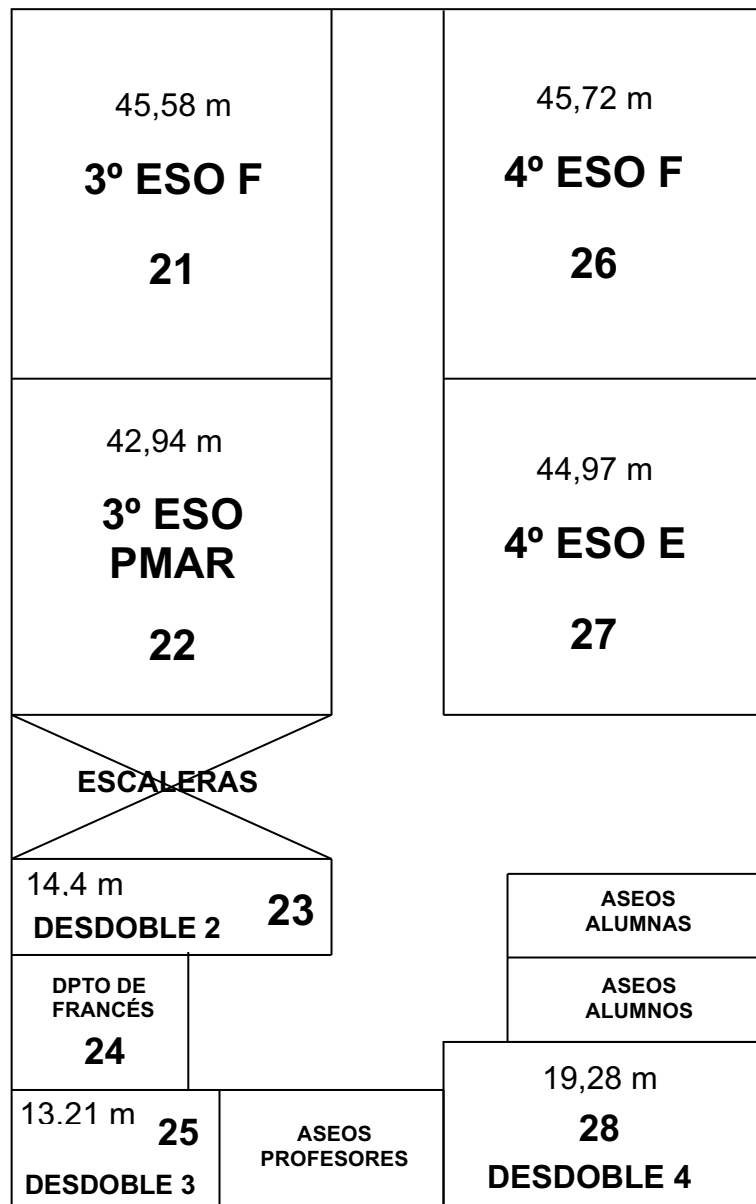 45,58 m
3º ESO F
21
45,72 m
4º ESO F
26
42,94 m
3º ESO
PMAR
22
44,97 m
4º ESO E
27
ESCALERAS
14,4 m
23
DESDOBLE 2
ASEOS
ALUMNAS
DPTO DE
FRANCÉS
24
ASEOS
ALUMNOS
13.21 m
25
DESDOBLE 3
ASEOS
PROFESORES
19,28 m
28
DESDOBLE 4